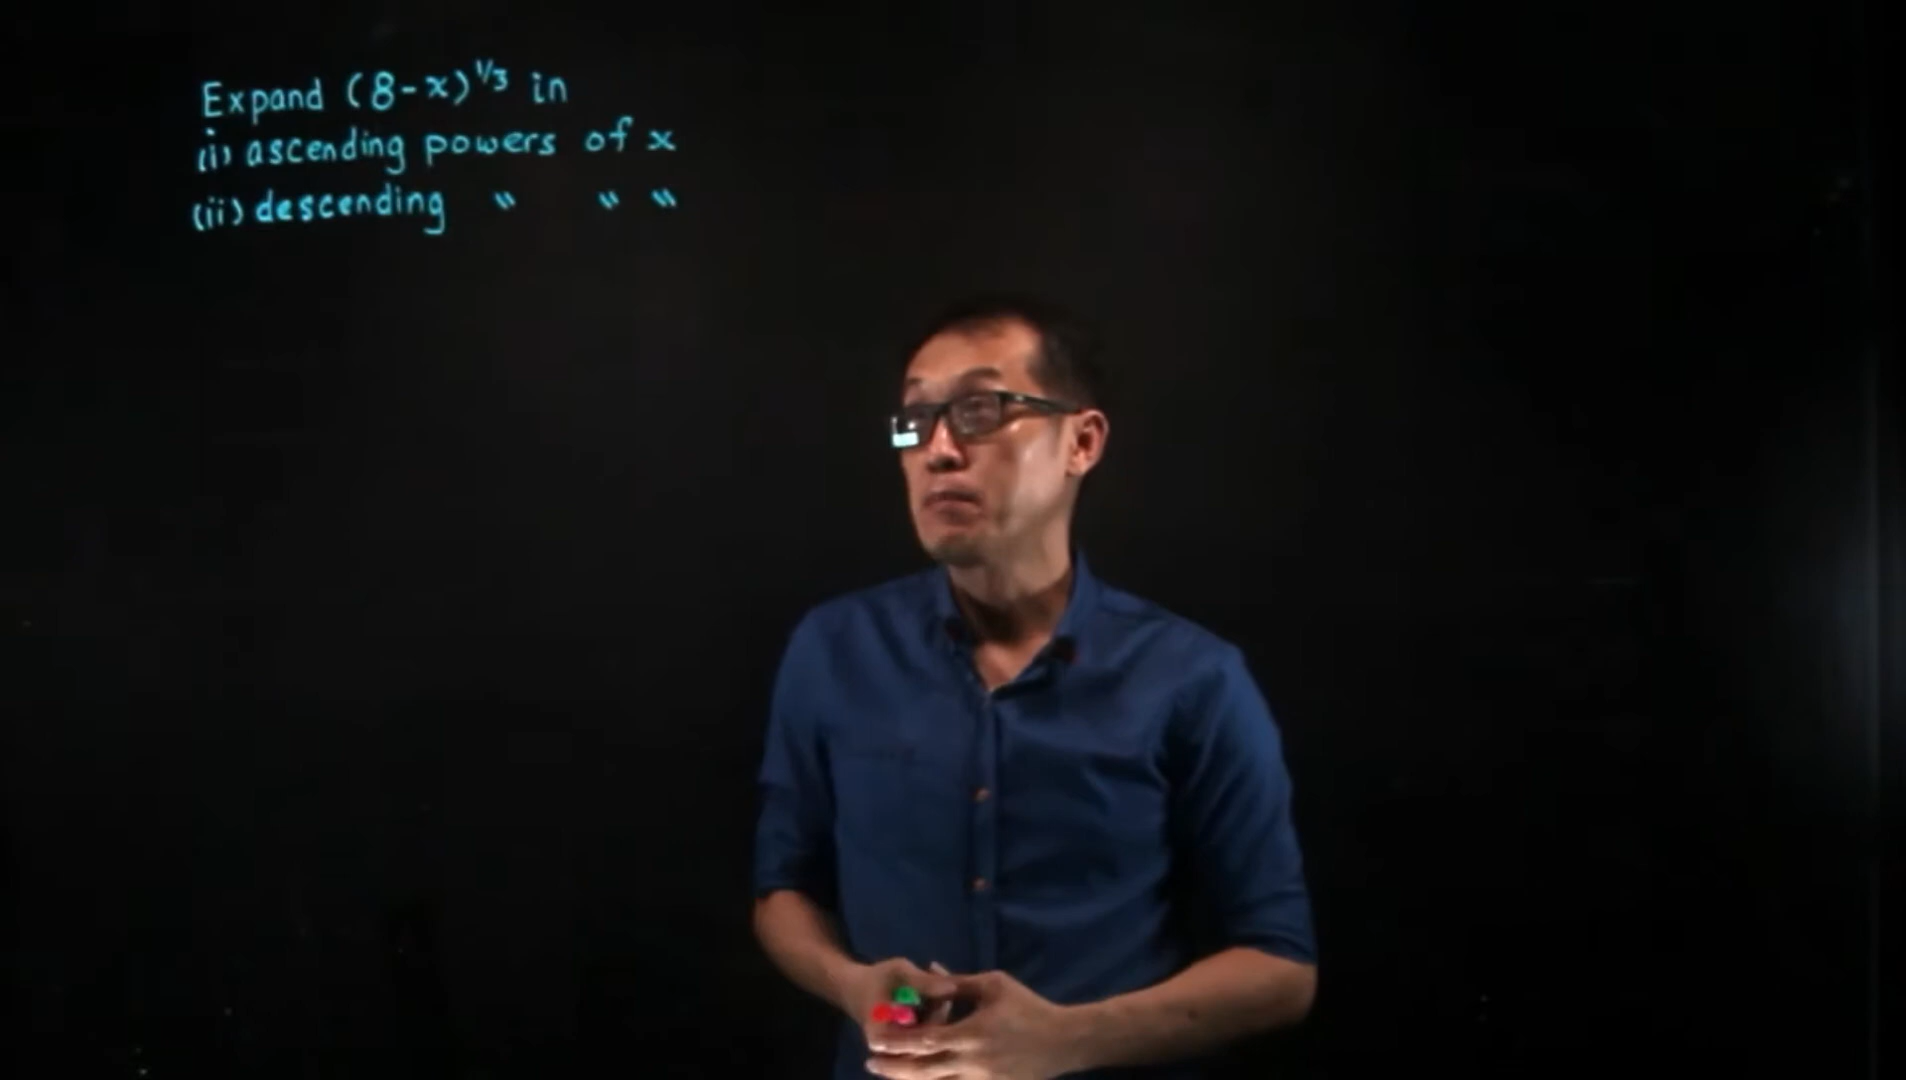 Expand (8-x)^1/3 in
(i) ascending powers of x
(ii) descending " " "